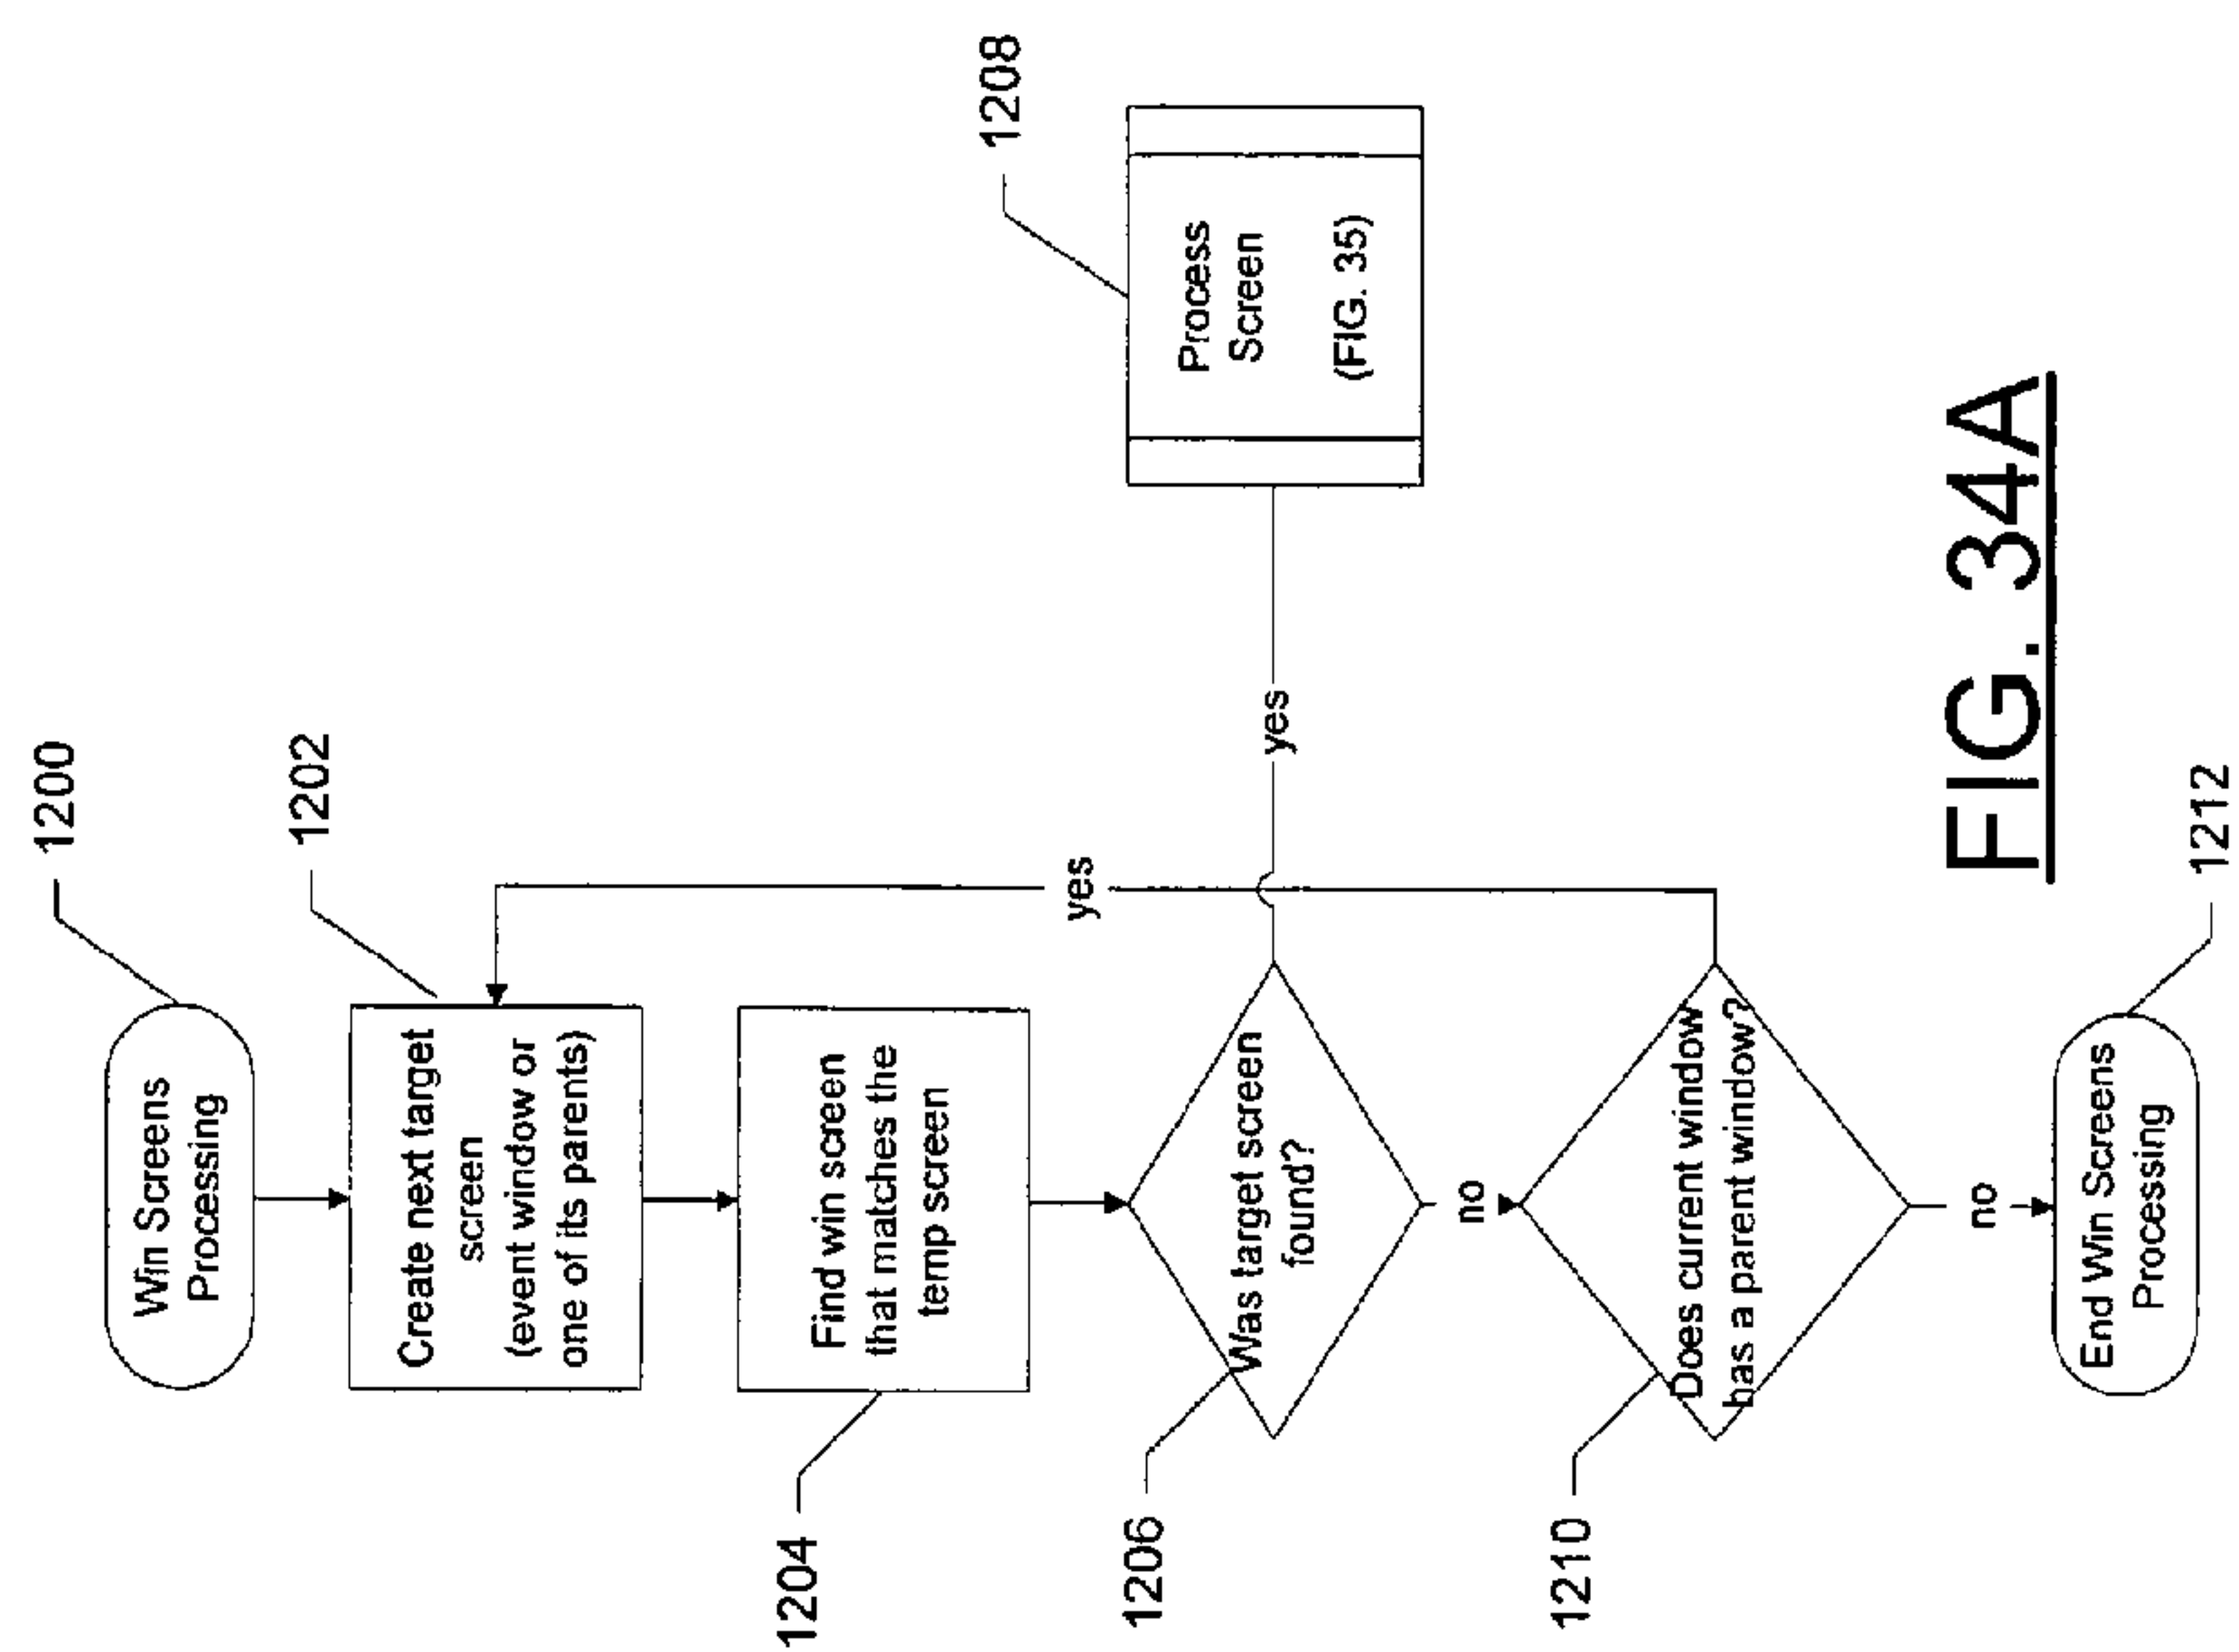 1200
Win Screens
Processing
1202
Create next target
screen
(event window or
one of its parents)
1204
Find win screen
that matches the
temp screen
1206
Was target screen
found?
yes
1208
Process
Screen
(FIG. 35)
no
1210
Does current window
has a parent window?
yes
no
1212
End Win Screens
Processing
FIG. 34A